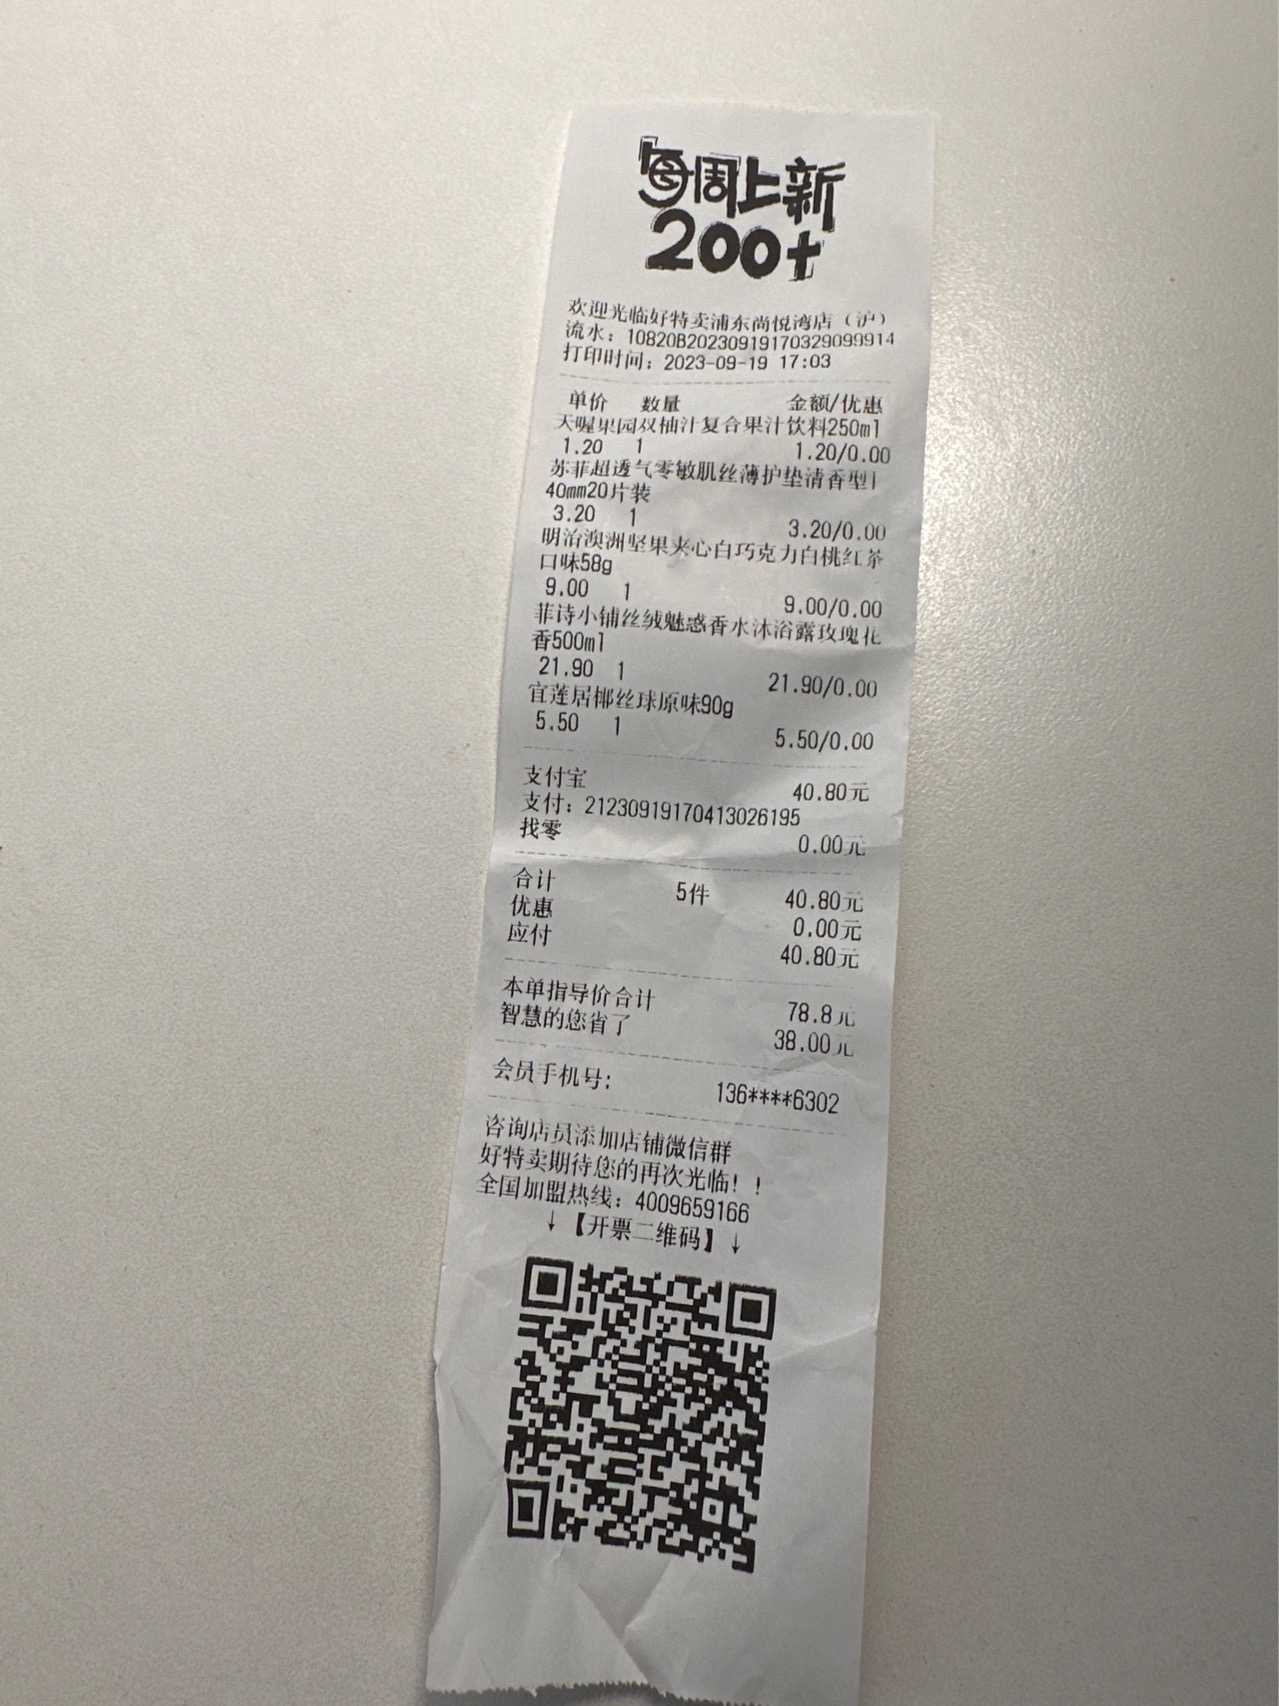 每周上新
200+
欢迎光临好特卖浦东尚悦湾店（沪）
流水：10820B20230919170329099914
打印时间：2023-09-19 17:03
单价 数量 金额/优惠
天喔果园双柚汁复合果汁饮料250ml
1.20 1 1.20/0.00
苏菲超透气零敏肌丝薄护垫清香型1
40mm20片装
3.20 1 3.20/0.00
明治澳洲坚果夹心白巧克力白桃红茶
口味58g
9.00 1 9.00/0.00
菲诗小铺丝绒魅惑香水沐浴露玫瑰花
香500ml
21.90 1 21.90/0.00
宜莲居椰丝球原味90g
5.50 1 5.50/0.00
支付宝 40.80元
支付：21230919170413026195
找零 0.00元
合计 5件 40.80元
优惠 0.00元
应付 40.80元
本单指导价合计 78.8元
智慧的您省了 38.00元
会员手机号： 136****6302
咨询店员添加店铺微信群
好特卖期待您的再次光临！！
全国加盟热线：4009659166
↓【开票二维码】↓